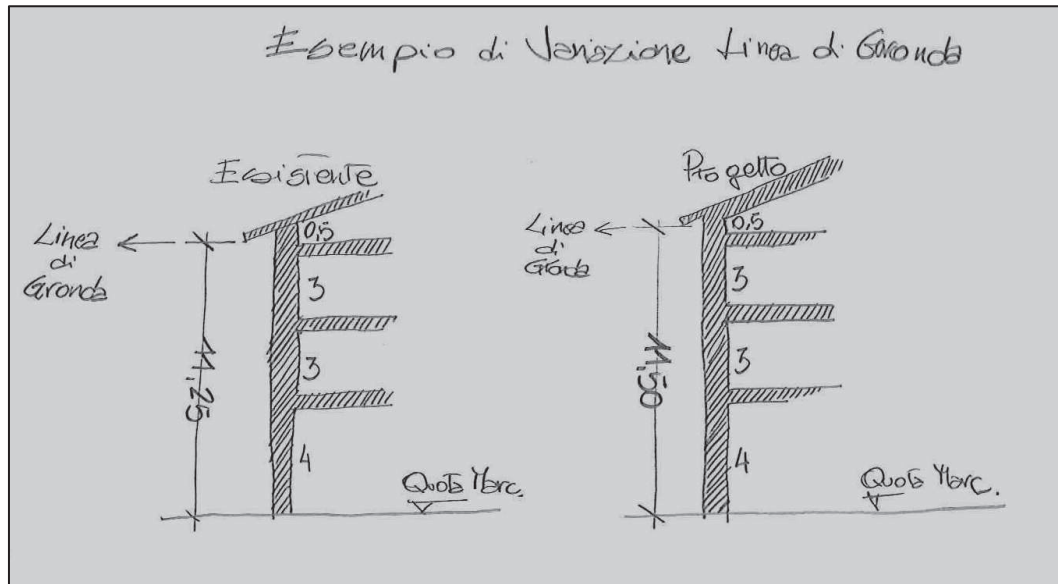 Esempio di Variazione Linea di Gronda
Esistente
Linea
di
Gronda
0,5
3
3
4
11,25
Quota Marc.
Progetto
Linea
di
Gronda
0,5
3
3
4
11,50
Quota Marc.